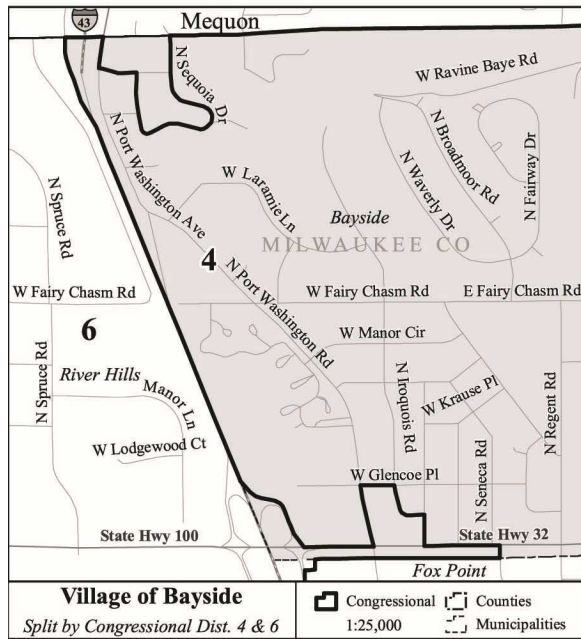 43
Mequon
N Sequoia Dr
W Ravine Baye Rd
N Broadmoor Rd
N Fairway Dr
N Waverly Dr
N Port Washington Ave
W Laramie Ln
Bayside
MILWAUKEE CO
N Spruce Rd
4
N Port Washington Rd
W Fairy Chasm Rd
W Fairy Chasm Rd
E Fairy Chasm Rd
6
W Manor Cir
N Spruce Rd
River Hills
Manor Ln
N Iroquois Rd
W Krause Pl
N Regent Rd
W Lodgewood Ct
W Glencoe Pl
N Seneca Rd
State Hwy 100
State Hwy 32
Fox Point
Village of Bayside
Split by Congressional Dist. 4 & 6
Congressional
Counties
1:25,000
Municipalities